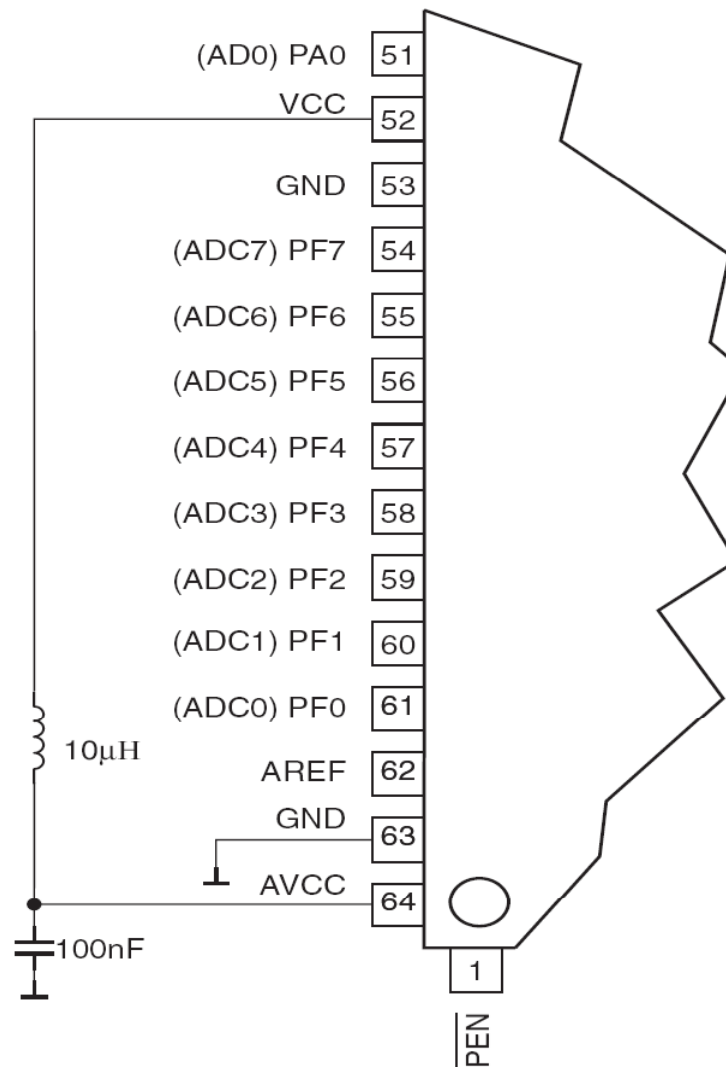 (AD0) PA0 51
VCC 52
GND 53
(ADC7) PF7 54
(ADC6) PF6 55
(ADC5) PF5 56
(ADC4) PF4 57
(ADC3) PF3 58
(ADC2) PF2 59
(ADC1) PF1 60
(ADC0) PF0 61
10μH
AREF 62
GND 63
AVCC 64
100nF
1
PEN